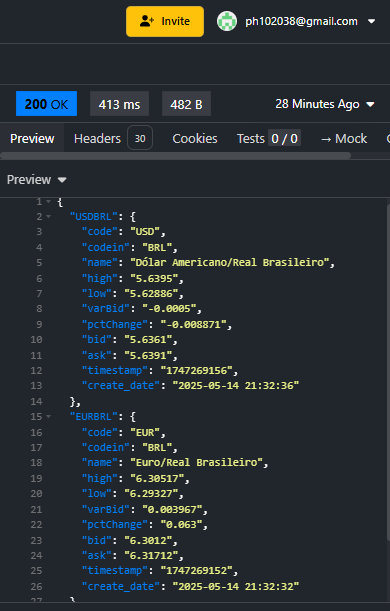 Invite ph102038@gmail.com
200 OK 413 ms 482 B 28 Minutes Ago
Preview Headers 30 Cookies Tests 0 / 0 → Mock
Preview
1 {
2 "USDBRL": {
3 "code": "USD",
4 "codein": "BRL",
5 "name": "Dólar Americano/Real Brasileiro",
6 "high": "5.6395",
7 "low": "5.62886",
8 "varBid": "-0.0005",
9 "pctChange": "-0.008871",
10 "bid": "5.6361",
11 "ask": "5.6391",
12 "timestamp": "1747269156",
13 "create_date": "2025-05-14 21:32:36"
14 },
15 "EURBRL": {
16 "code": "EUR",
17 "codein": "BRL",
18 "name": "Euro/Real Brasileiro",
19 "high": "6.30517",
20 "low": "6.29327",
21 "varBid": "0.003967",
22 "pctChange": "0.063",
23 "bid": "6.3012",
24 "ask": "6.31712",
25 "timestamp": "1747269152",
26 "create_date": "2025-05-14 21:32:32"
27 }